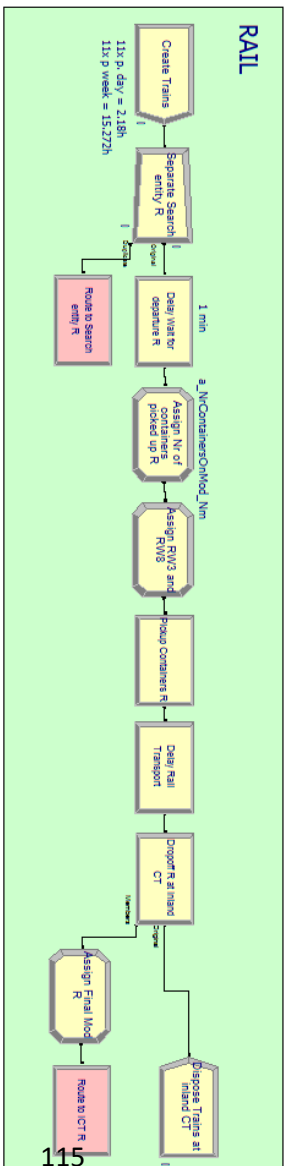 RAIL
Create Trains
11x p. day = 2.18h
11x p week = 15.272h
Separate Search
entity R
Original
Duplicate
Route to Search
entity R
1 min
Delay Wait for
departure R
a_NrContainersOnMod_Nm
Assign Nr of
containers
picked up R
Assign RW3 and
RW8
Pickup Containers R
Delay Rail
Transport
Dropoff R at Inland
CT
Original
Members
Dispose Trains at
inland CT
Assign Final Mod
R
Route to ICT R
115